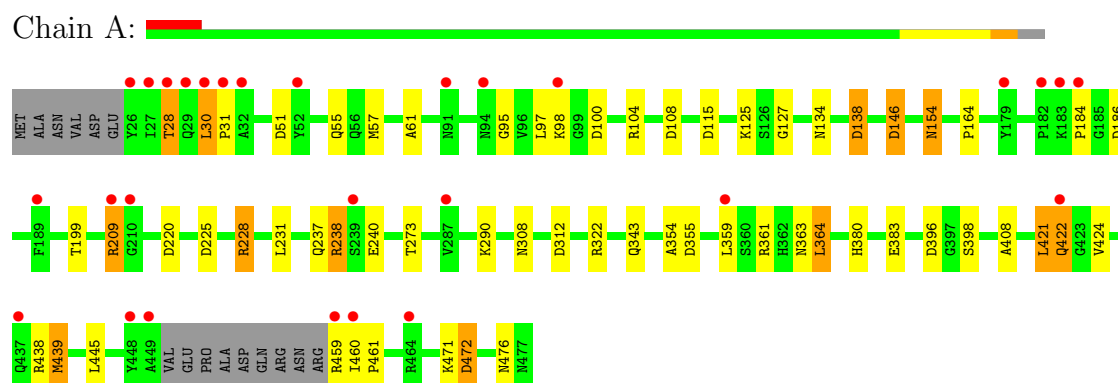 Chain A:
MET ALA ASN VAL ASP GLU Y26 I27 T28 Q29 L30 P31 A32 D51 Y52 Q55 Q56 M57 A61 N91 N94 G95 V96 L97 K98 G99 D100 R104 D108 D115 K125 S126 G127 N134 D138 D146 N154 P164 Y179 P182 K183 P184 G185
F189 T199 R209 G210 D220 D225 R228 L231 Q237 R238 S239 E240 T273 V287 K290 N308 D312 R322 Q343 A354 D355 L359 S360 R361 H362 N363 L364 H380 E383 D396 G397 S398 A408 L421 Q422 G423 V424
Q437 R438 M439 L445 Y448 A449 VAL GLU PRO ALA ASP GLN ARG ASN ARG R459 I460 P461 R464 K471 D472 N476 N477